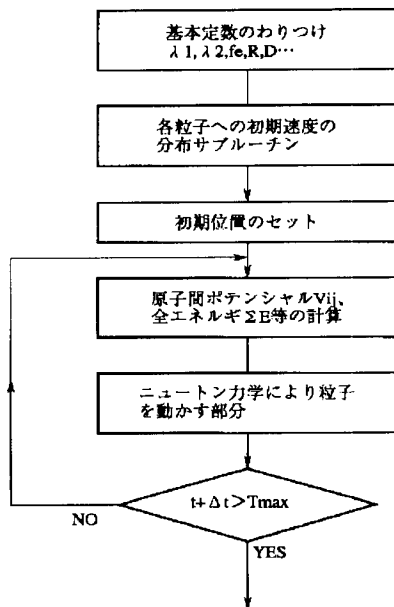 基本定数のわりつけ
λ1,λ2,fe,R,D…
各粒子への初期速度の
分布サブルーチン
初期位置のセット
原子間ポテンシャルVij、
全エネルギΣE等の計算
ニュートン力学により粒子
を動かす部分
t+Δt>Tmax
NO
YES